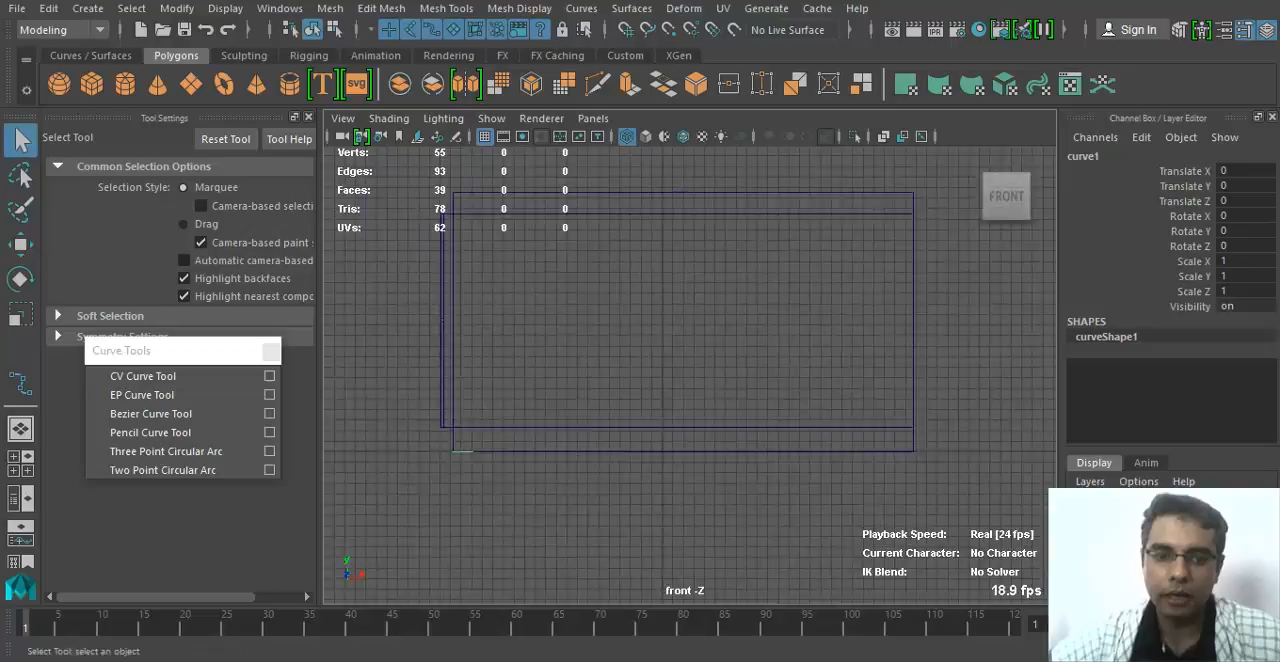 File Edit Create Select Modify Display Windows Mesh Edit Mesh Mesh Tools Mesh Display Curves Surfaces Deform UV Generate Cache Help
Modeling No Live Surface Sign In
Curves / Surfaces Polygons Sculpting Rigging Animation Rendering FX FX Caching Custom XGen
T svg
Tool Settings
Select Tool Reset Tool Tool Help
Common Selection Options
Selection Style: Marquee
Camera-based selecti
Drag
Camera-based paint
Automatic camera-based
Highlight backfaces
Highlight nearest compo
Soft Selection
Curve Tools
CV Curve Tool
EP Curve Tool
Bezier Curve Tool
Pencil Curve Tool
Three Point Circular Arc
Two Point Circular Arc
View Shading Lighting Show Renderer Panels
Verts: 55 0 0
Edges: 93 0 0
Faces: 39 0 0
Tris: 78 0 0
UVs: 62 0 0
FRONT
y
Playback Speed: Real [24 fps]
Current Character: No Character
IK Blend: No Solver
18.9 fps
front -Z
Channel Box / Layer Editor
Channels Edit Object Show
curve1
Translate X 0
Translate Y 0
Translate Z 0
Rotate X 0
Rotate Y 0
Rotate Z 0
Scale X 1
Scale Y 1
Scale Z 1
Visibility on
SHAPES
curveShape1
Display Anim
Layers Options Help
5 10 15 20 25 30 35 40 45 50 55 60 65 70 75 80 85 90 95 100 105 110 115 12
1 1
Select Tool: select an object